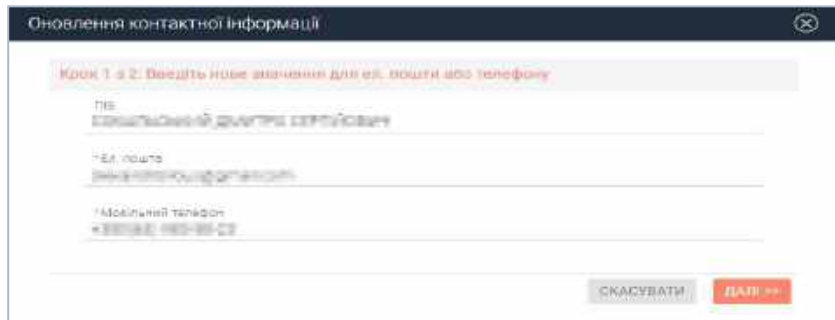 Оновлення контактної інформації
Крок 1 з 2: Введіть нове значення для ел. пошти або телефону
ПІБ
*Ел. пошта
*Мобільний телефон
СКАСУВАТИ ДАЛІ >>